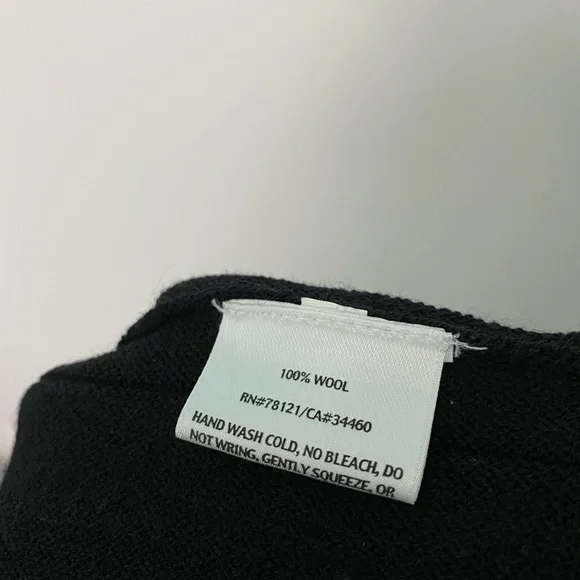 100% WOOL
RN#78121/CA#34460
HAND WASH COLD, NO BLEACH, DO
NOT WRING. GENTLY SQUEEZE, OR